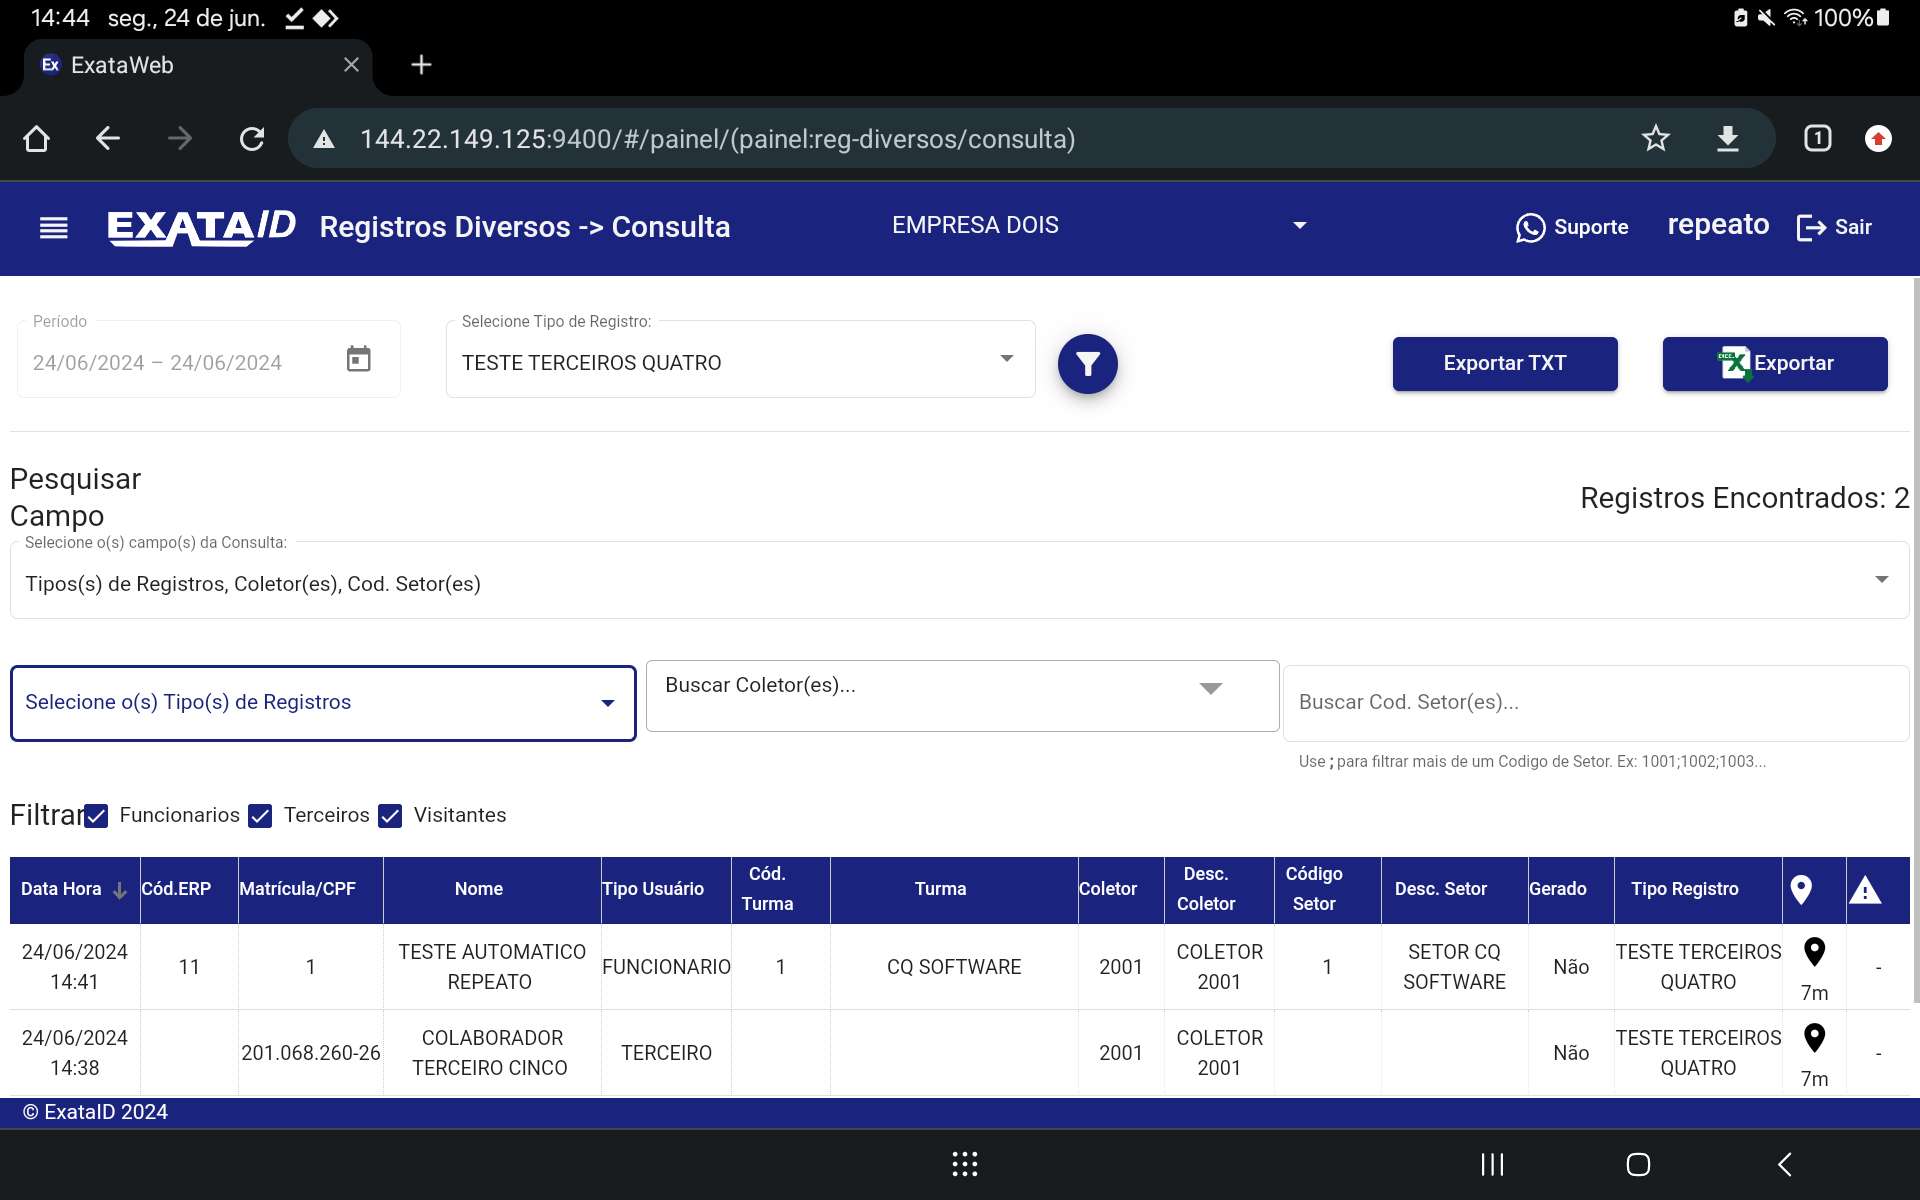 14:44 seg., 24 de jun.
100%
Ex ExataWeb
144.22.149.125:9400/#/painel/(painel:reg-diversos/consulta)
1
EXATA/ID Registros Diversos -> Consulta EMPRESA DOIS Suporte repeato Sair
Período
24/06/2024 – 24/06/2024
Selecione Tipo de Registro:
TESTE TERCEIROS QUATRO
Exportar TXT
Exportar
Pesquisar
Campo
Registros Encontrados: 2
Selecione o(s) campo(s) da Consulta:
Tipos(s) de Registros, Coletor(es), Cod. Setor(es)
Selecione o(s) Tipo(s) de Registros
Buscar Coletor(es)...
Buscar Cod. Setor(es)...
Use ; para filtrar mais de um Codigo de Setor. Ex: 1001;1002;1003...
Filtrar Funcionarios Terceiros Visitantes
Data Hora Cód.ERP Matrícula/CPF Nome Tipo Usuário Cód. Turma Turma Coletor Desc. Coletor Código Setor Desc. Setor Gerado Tipo Registro
24/06/2024 14:41 11 1 TESTE AUTOMATICO REPEATO FUNCIONARIO 1 CQ SOFTWARE 2001 COLETOR 2001 1 SETOR CQ SOFTWARE Não TESTE TERCEIROS QUATRO 7m -
24/06/2024 14:38 201.068.260-26 COLABORADOR TERCEIRO CINCO TERCEIRO 2001 COLETOR 2001 Não TESTE TERCEIROS QUATRO 7m -
© ExataID 2024